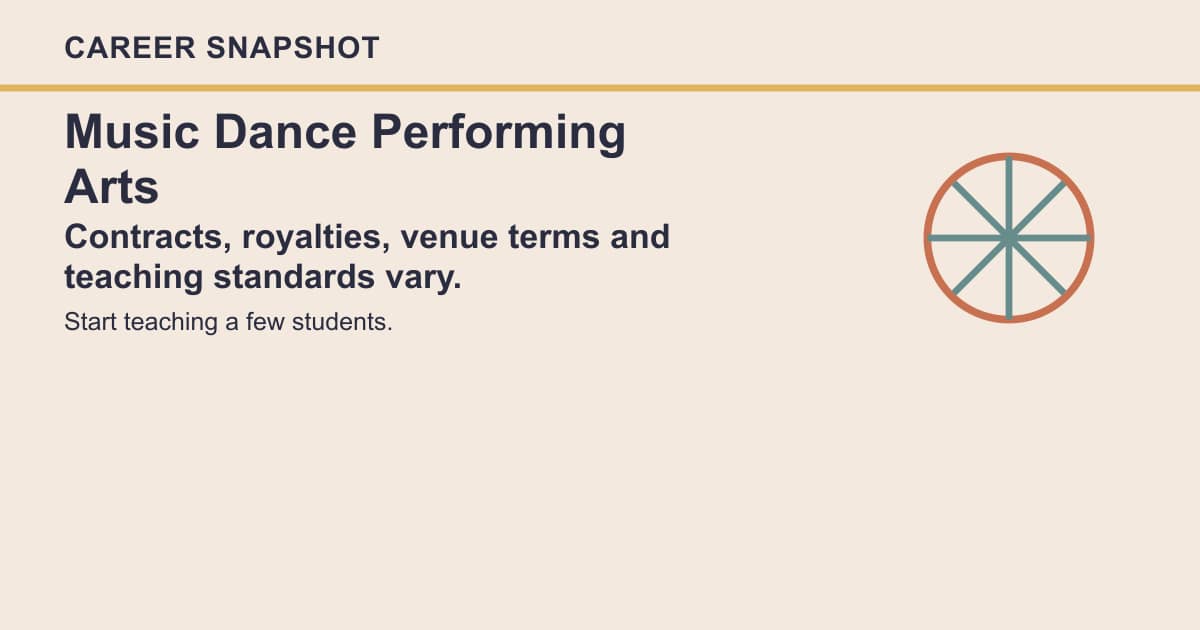 CAREER SNAPSHOT
Music Dance Performing
Arts
Contracts, royalties, venue terms and
teaching standards vary.
Start teaching a few students.